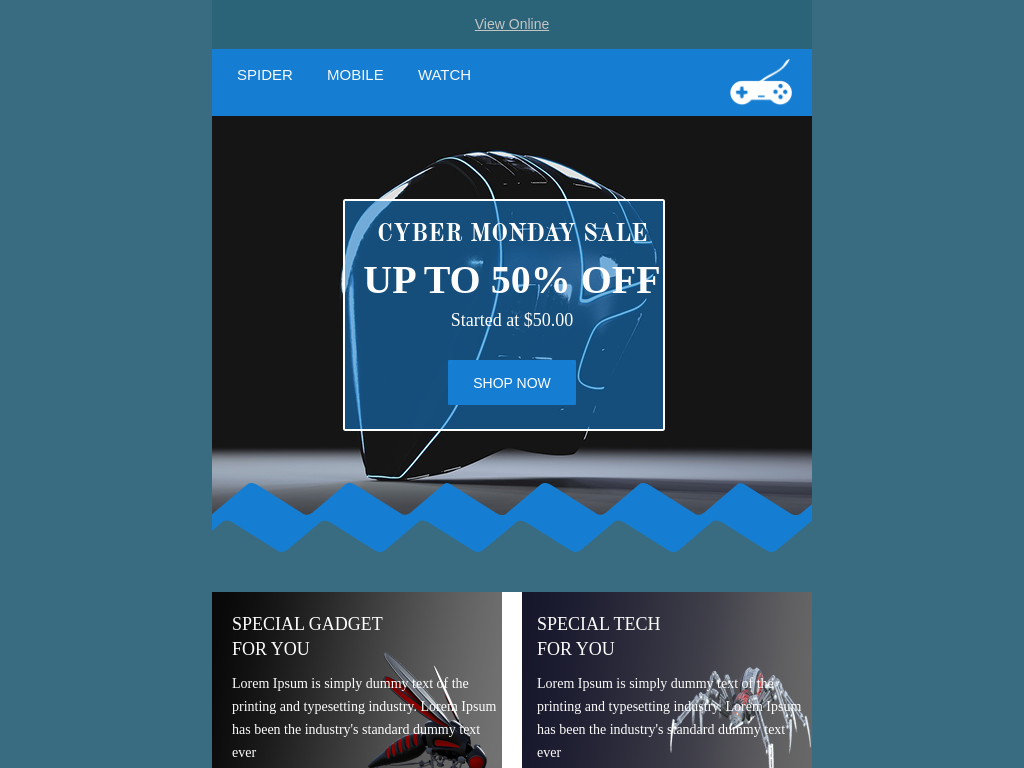 View Online
SPIDER MOBILE WATCH
CYBER MONDAY SALE
UP TO 50% OFF
Started at $50.00
SHOP NOW
SPECIAL GADGET
FOR YOU
Lorem Ipsum is simply dummy text of the
printing and typesetting industry. Lorem Ipsum
has been the industry's standard dummy text
ever
SPECIAL TECH
FOR YOU
Lorem Ipsum is simply dummy text of the
printing and typesetting industry. Lorem Ipsum
has been the industry's standard dummy text
ever